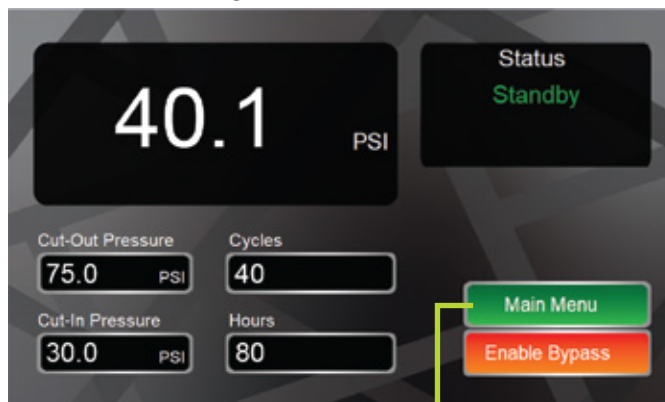 40.1 PSI
Status
Standby
Cut-Out Pressure
75.0 PSI
Cycles
40
Cut-In Pressure
30.0 PSI
Hours
80
Main Menu
Enable Bypass